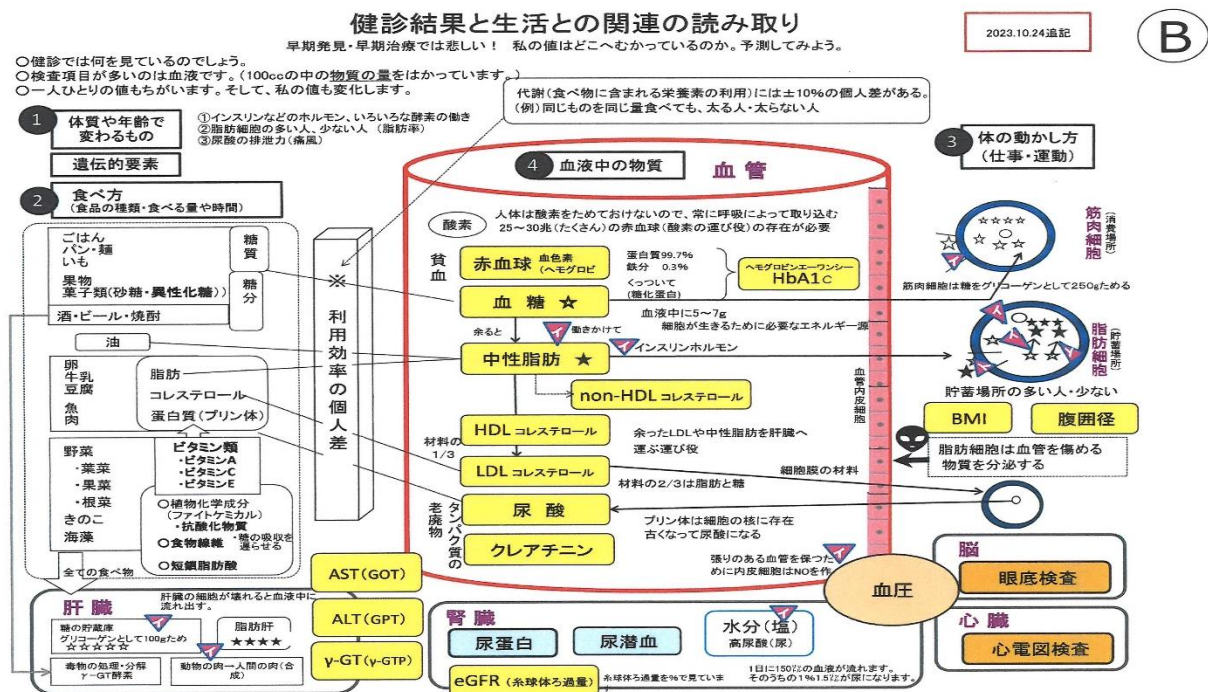 健診結果と生活との関連の読み取り
早期発見・早期治療では悲しい！ 私の値はどこへむかっているのか。予測してみよう。
2023.10.24追記
B
○健診では何を見ているのでしょう。
○検査項目が多いのは血液です。(100ccの中の物質の量をはかっています。)
○一人ひとりの値もちがいます。そして、私の値も変化します。
代謝(食べ物に含まれる栄養素の利用)には±10%の個人差がある。
(例)同じものを同じ量食べても、太る人・太らない人
1
体質や年齢で
変わるもの
①インスリンなどのホルモン、いろいろな酵素の働き
②脂肪細胞の多い人、少ない人 (脂肪率)
③尿酸の排泄力(痛風)
遺伝的要素
2
食べ方
(食品の種類・食べる量や時間)
ごはん
パン・麺
いも
糖質
果物
菓子類(砂糖・異性化糖))
糖分
酒・ビール・焼酎
油
卵
牛乳
豆腐
魚
肉
脂肪
コレステロール
蛋白質(プリン体)
野菜
・葉菜
・果菜
・根菜
きのこ
海藻
ビタミン類
・ビタミンA
・ビタミンC
・ビタミンE
○植物化学成分
(ファイトケミカル)
・抗酸化物質
○食物繊維
・糖の吸収を
遅らせる
○短鎖脂肪酸
全ての食べ物
※ 利用効率の個人差
4
血液中の物質
血管
酸素
人体は酸素をためておけないので、常に呼吸によって取り込む
25～30兆(たくさん)の赤血球(酸素の運び役)の存在が必要
貧血
赤血球 血色素
(ヘモグロビ
蛋白質99.7%
鉄分 0.3%
くっついて
(糖化蛋白)
ヘモグロビンエーワンシー
HbA1c
血糖 ☆
血液中に5～7g
細胞が生きるために必要なエネルギー源
余ると
イ
働きかけて
中性脂肪 ★
イ
インスリンホルモン
non-HDL コレステロール
HDL コレステロール
余ったLDLや中性脂肪を肝臓へ
運ぶ運び役
材料の
1/3
LDL コレステロール
細胞膜の材料
材料の2/3は脂肪と糖
タンパク質の
老廃物
尿酸
プリン体は細胞の核に存在
古くなって尿酸になる
クレアチニン
張りのある血管を保つた
めに内皮細胞はNOを作
イ
血管内皮細胞
3
体の動かし方
(仕事・運動)
☆☆☆☆
☆☆☆
☆
イ
筋肉細胞
(消費場所)
筋肉細胞は糖をグリコーゲンとして250gためる
イ
イ
イ
脂肪細胞
(貯蓄場所)
貯蓄場所の多い人・少ない
BMI
腹囲径
脂肪細胞は血管を傷める
物質を分泌する
血圧
脳
眼底検査
心臓
心電図検査
肝臓
肝臓の細胞が壊れると血液中に
流れ出す。
イ
糖の貯蔵庫
グリコーゲンとして100gため
☆☆☆☆☆
脂肪肝
★★★★
イ
毒物の処理・分解
γ-GT酵素
動物の肉→人間の肉(合
成)
AST(GOT)
ALT(GPT)
γ-GT(γ-GTP)
腎臓
尿蛋白
尿潜血
イ
水分(塩)
高尿酸(尿)
eGFR (糸球体ろ過量)
糸球体ろ過量を%で見ていま
1日に150㍑の血液が流れます。
そのうちの1%1.5㍑が尿になります。